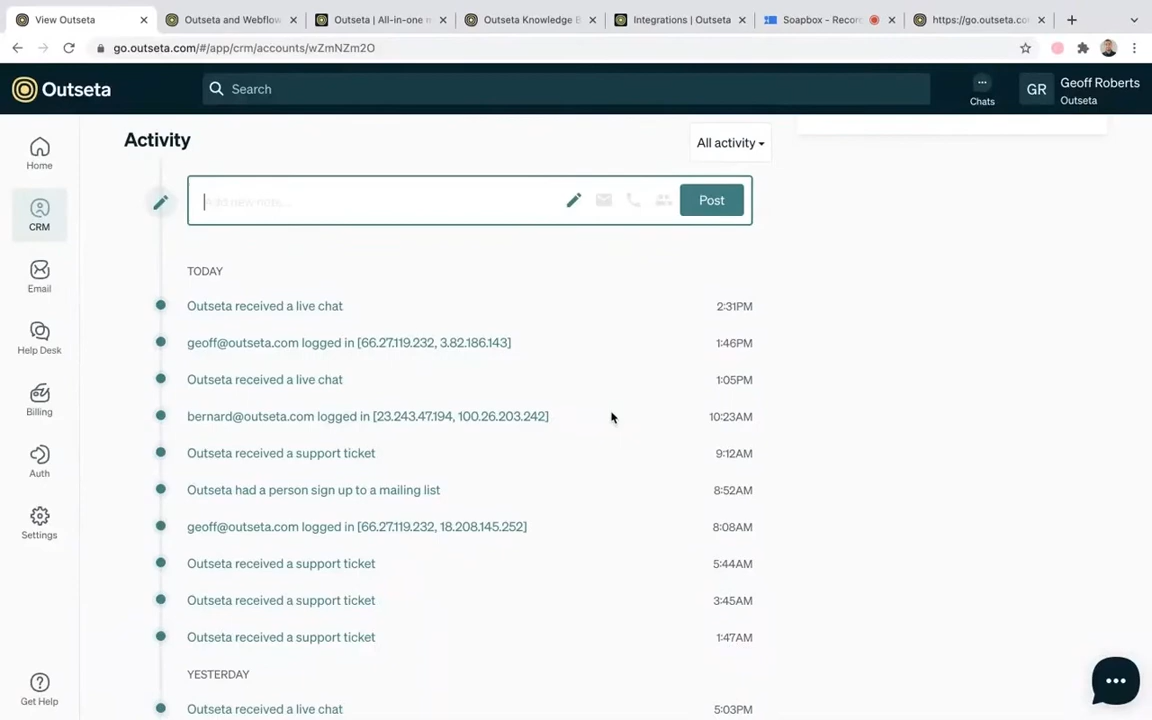 View Outseta
Outseta and Webflow
Outseta | All-in-one m
Outseta Knowledge B
Integrations | Outseta
Soapbox - Record
https://go.outseta.co
go.outseta.com/#/app/crm/accounts/wZmNZm2O
Outseta
Search
Chats
GR
Geoff Roberts
Outseta
Home
CRM
Email
Help Desk
Billing
Auth
Settings
Get Help
Activity
All activity
Add new note...
Post
TODAY
Outseta received a live chat 2:31PM
geoff@outseta.com logged in [66.27.119.232, 3.82.186.143] 1:46PM
Outseta received a live chat 1:05PM
bernard@outseta.com logged in [23.243.47.194, 100.26.203.242] 10:23AM
Outseta received a support ticket 9:12AM
Outseta had a person sign up to a mailing list 8:52AM
geoff@outseta.com logged in [66.27.119.232, 18.208.145.252] 8:08AM
Outseta received a support ticket 5:44AM
Outseta received a support ticket 3:45AM
Outseta received a support ticket 1:47AM
YESTERDAY
Outseta received a live chat 5:03PM